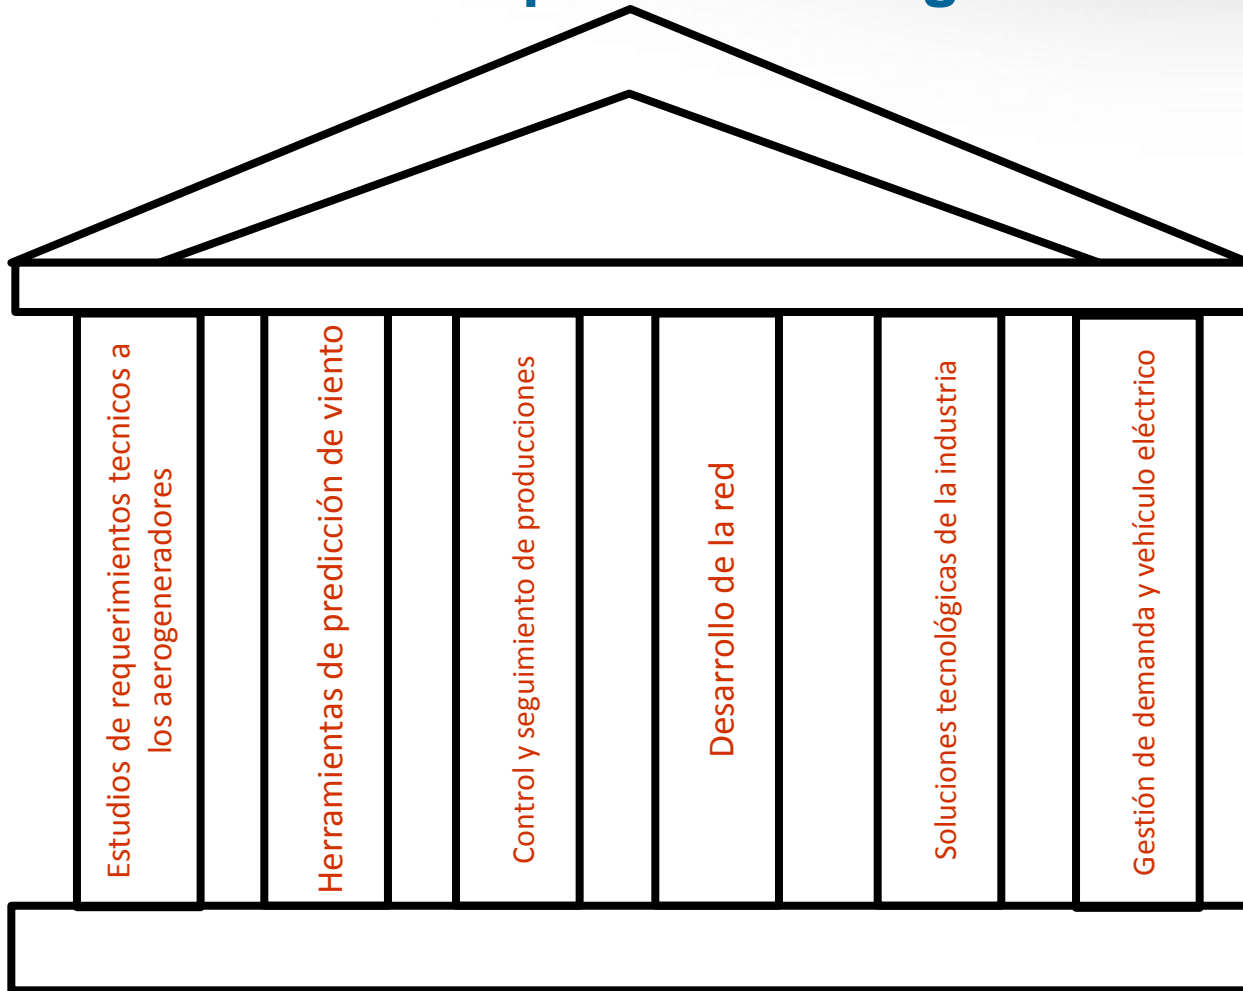 Estudios de requerimientos tecnicos a
los aerogeneradores
Herramientas de predicción de viento
Control y seguimiento de producciones
Desarrollo de la red
Soluciones tecnológicas de la industria
Gestión de demanda y vehículo eléctrico